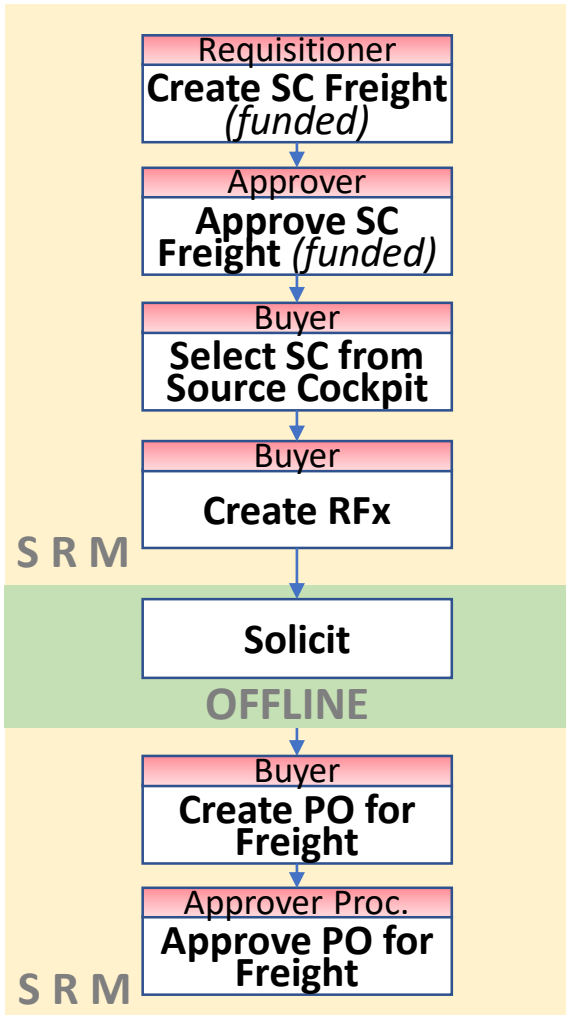 Requisitioner
Create SC Freight
(funded)
Approver
Approve SC
Freight (funded)
Buyer
Select SC from
Source Cockpit
Buyer
Create RFx
S R M
Solicit
OFFLINE
Buyer
Create PO for
Freight
Approver Proc.
Approve PO for
Freight
S R M